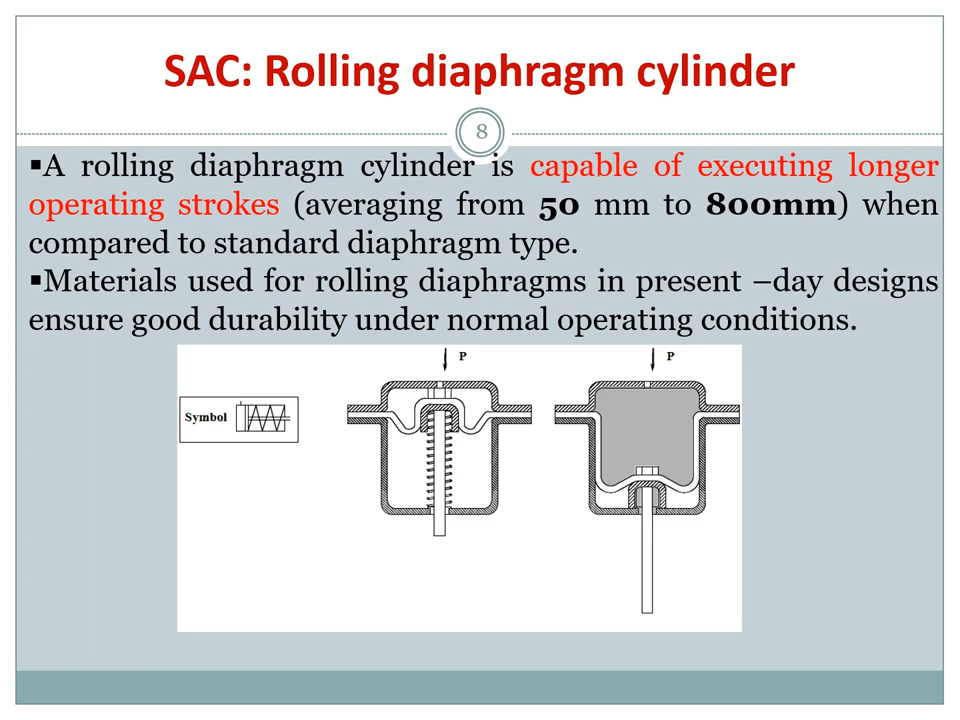 SAC: Rolling diaphragm cylinder
8
▪A rolling diaphragm cylinder is capable of executing longer
operating strokes (averaging from 50 mm to 800mm) when
compared to standard diaphragm type.
▪Materials used for rolling diaphragms in present –day designs
ensure good durability under normal operating conditions.
P
P
Symbol